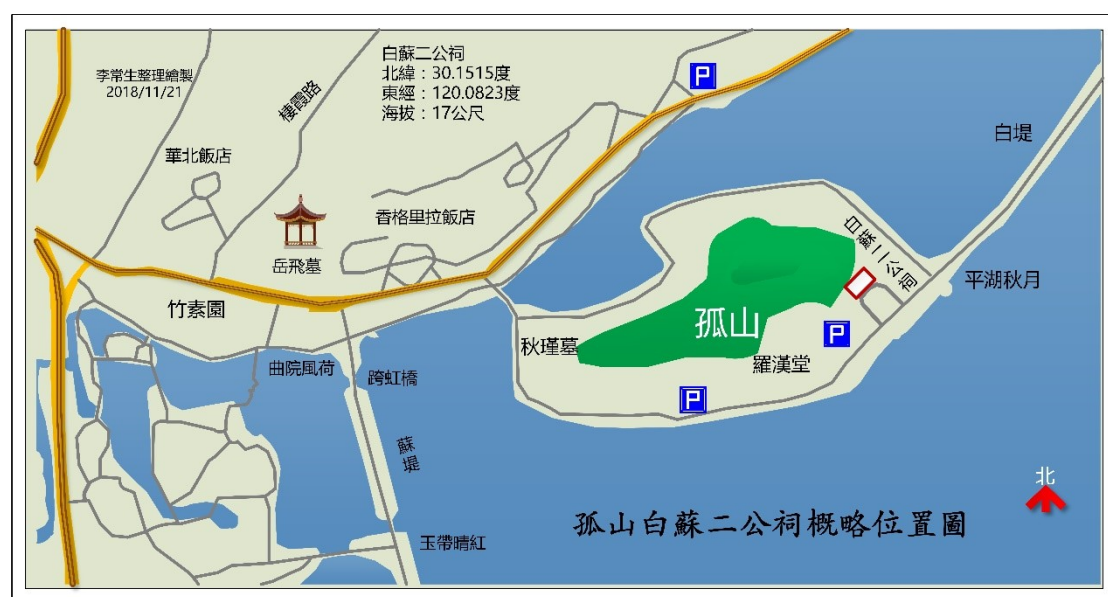 李常生整理繪製
2018/11/21
白蘇二公祠
北緯：30.1515度
東經：120.0823度
海拔：17公尺
棲霞路
P
白堤
華北飯店
香格里拉飯店
岳飛墓
白蘇二公祠
平湖秋月
竹素園
孤山
秋瑾墓
P
羅漢堂
曲院風荷
跨虹橋
P
蘇堤
北
孤山白蘇二公祠概略位置圖
玉帶晴紅